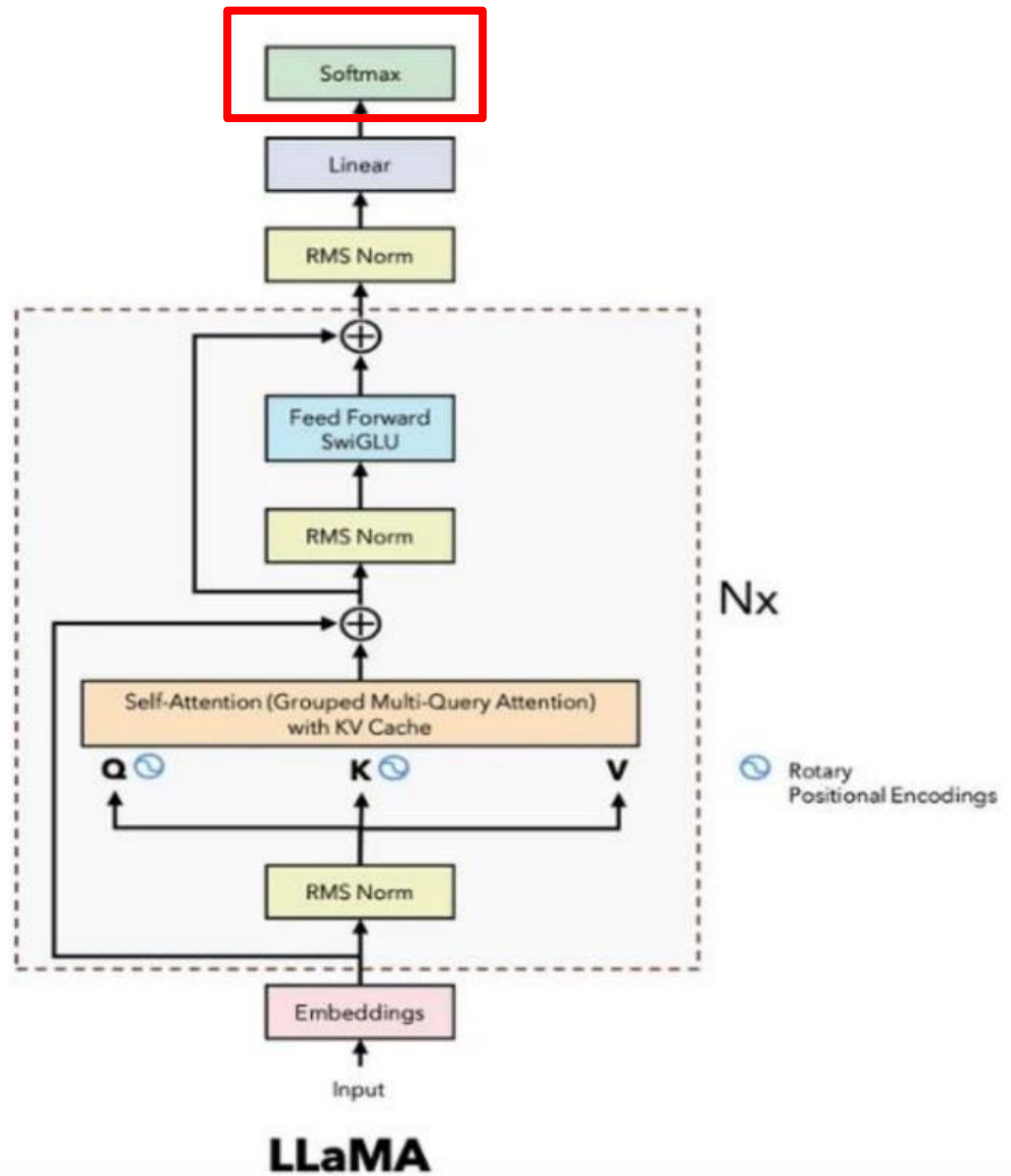 Softmax
Linear
RMS Norm
Feed Forward
SwiGLU
RMS Norm
Nx
Self-Attention (Grouped Multi-Query Attention)
with KV Cache
Q
K
V
Rotary
Positional Encodings
RMS Norm
Embeddings
Input
LLaMA